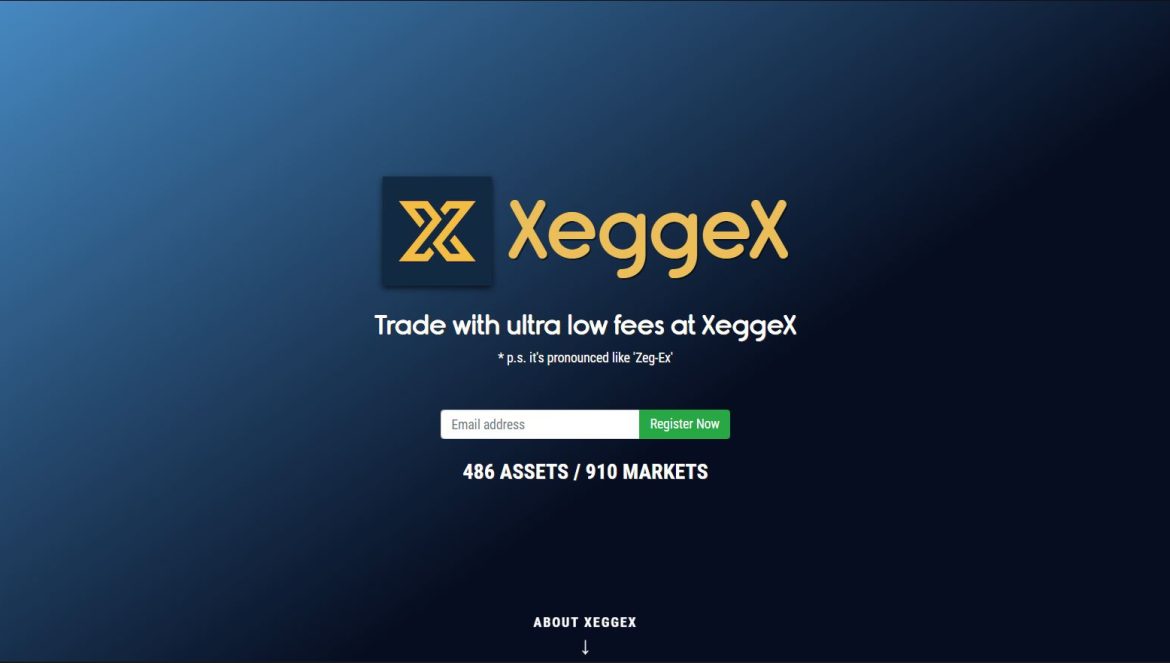 XeggeX
Trade with ultra low fees at XeggeX
* p.s. it's pronounced like 'Zeg-Ex'
Email address
Register Now
486 ASSETS / 910 MARKETS
ABOUT XEGGEX
↓